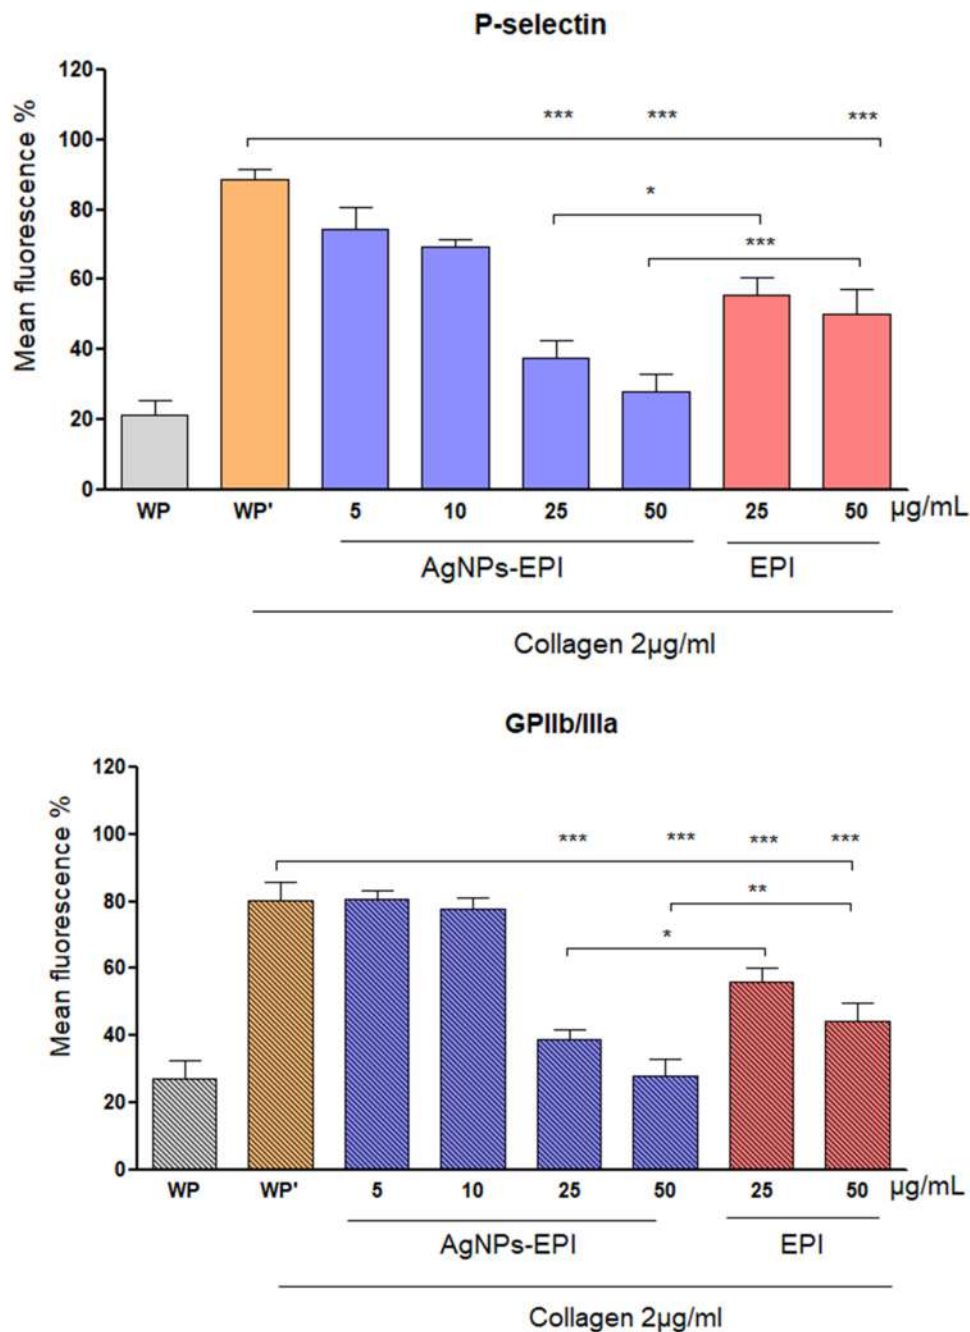 P-selectin
Mean fluorescence %
120
100
80
60
40
20
0
*** *** ***
*
***
WP WP' 5 10 25 50 25 50 µg/mL
AgNPs-EPI EPI
Collagen 2µg/ml
GPIIb/IIIa
Mean fluorescence %
120
100
80
60
40
20
0
*** *** *** ***
**
*
WP WP' 5 10 25 50 25 50 µg/mL
AgNPs-EPI EPI
Collagen 2µg/ml